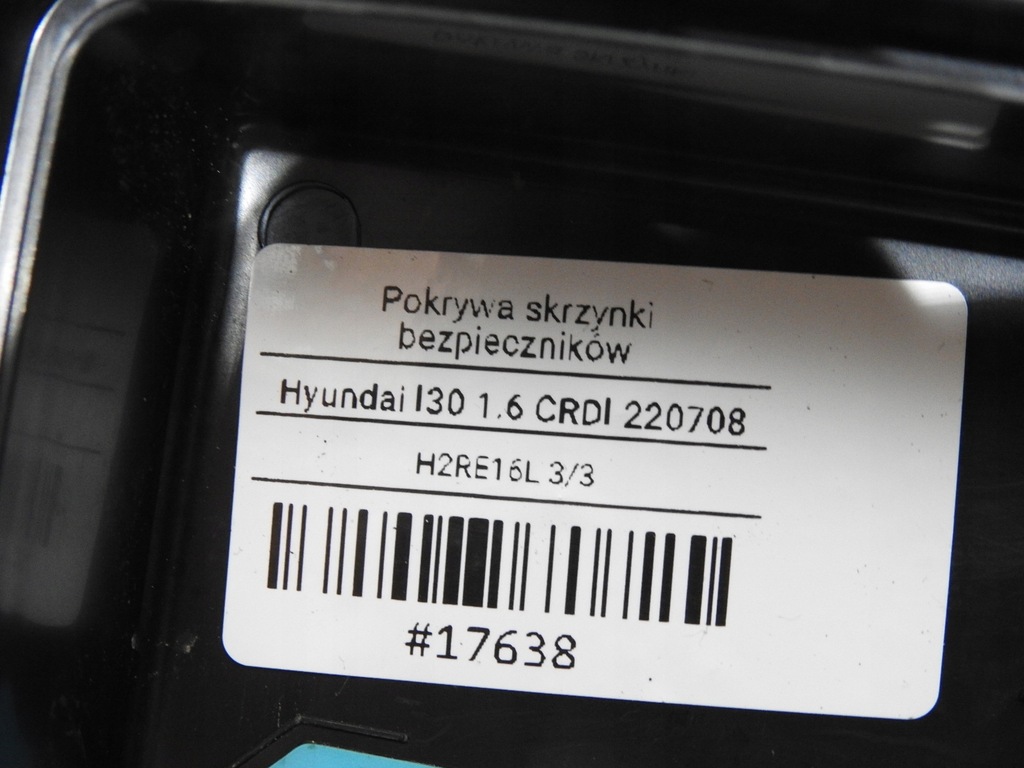 Pokrywa skrzynki
bezpieczników
Hyundai I30 1.6 CRDI 220708
H2RE16L 3/3
#17638